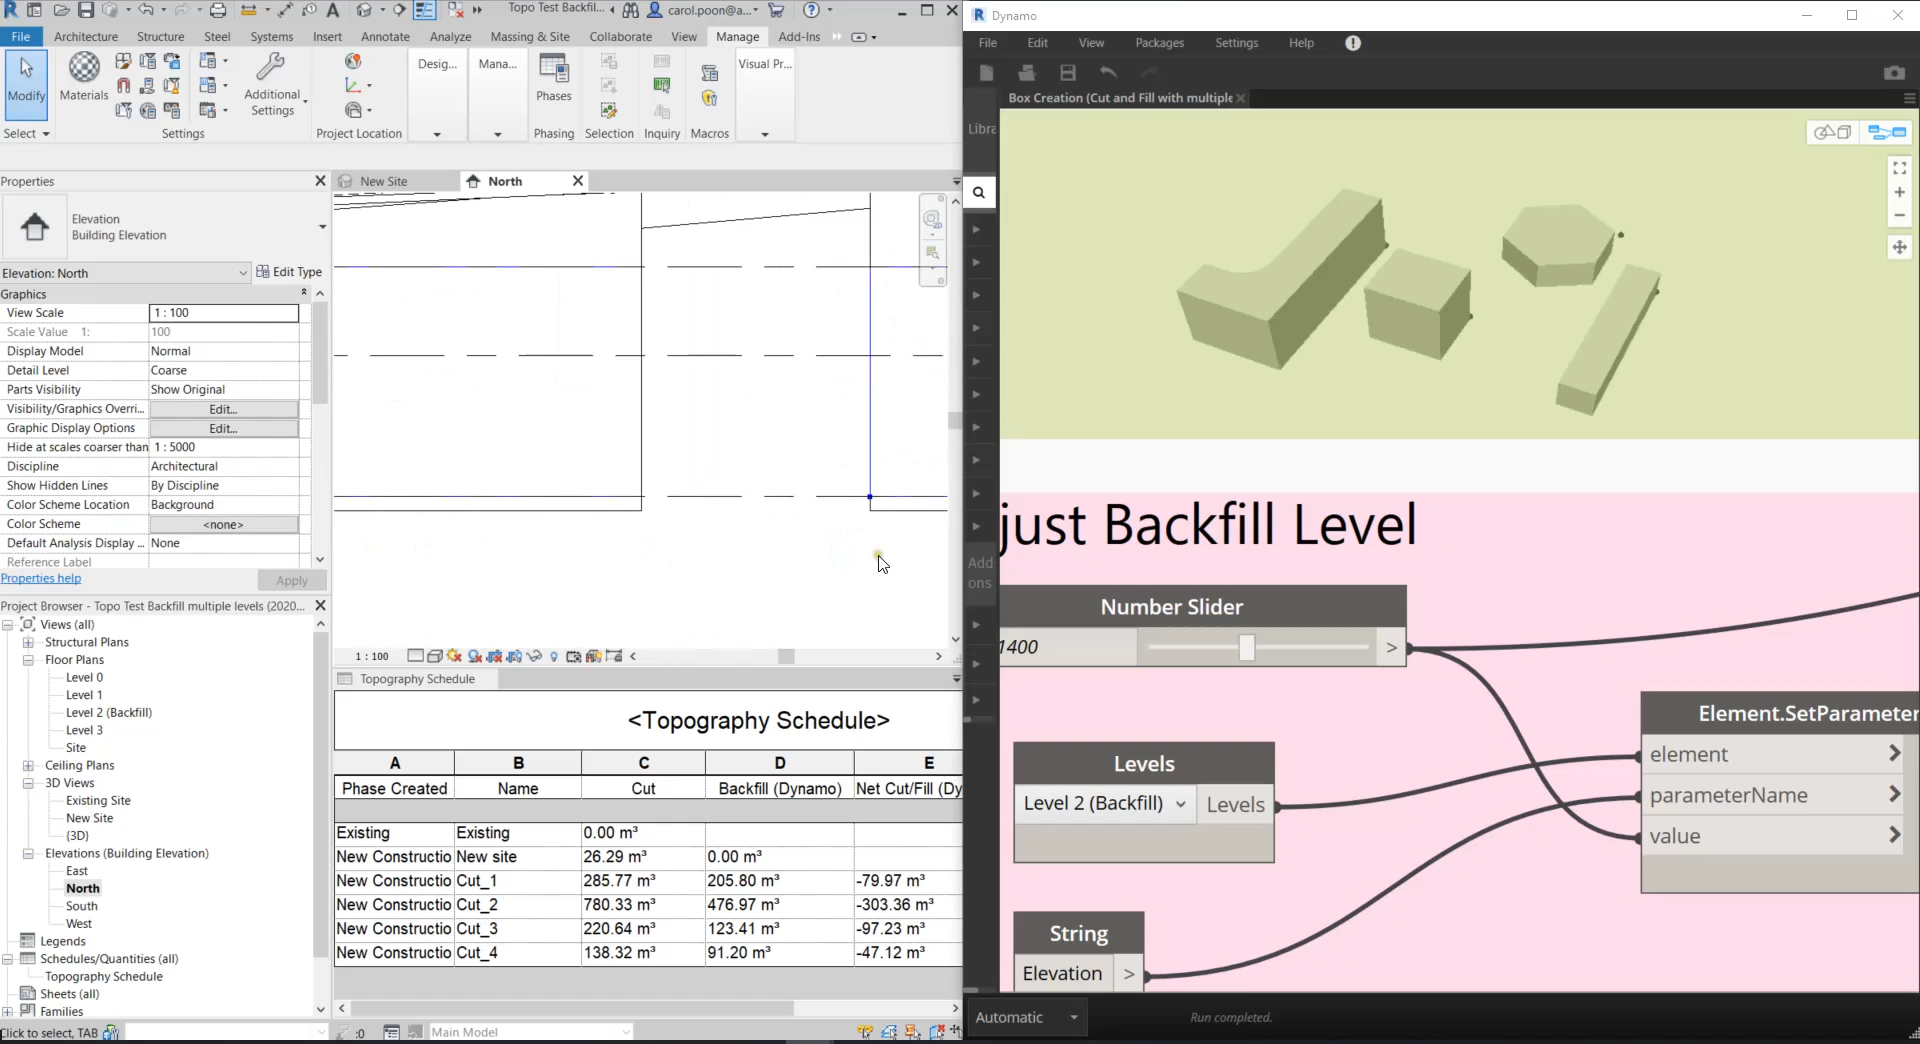 Topo Test Backfil...
carol.poon@a...
File Architecture Structure Steel Systems Insert Annotate Analyze Massing & Site Collaborate View Manage Add-Ins
Modify
Materials
Additional
Settings
Desig...
Mana...
Phases
Visual Pr...
Select
Settings
Project Location
Phasing
Selection
Inquiry
Macros
Properties
Elevation
Building Elevation
Elevation: North
Edit Type
Graphics
View Scale 1 : 100
Scale Value 1: 100
Display Model Normal
Detail Level Coarse
Parts Visibility Show Original
Visibility/Graphics Overri... Edit...
Graphic Display Options Edit...
Hide at scales coarser than 1 : 5000
Discipline Architectural
Show Hidden Lines By Discipline
Color Scheme Location Background
Color Scheme <none>
Default Analysis Display ... None
Reference Label
Properties help
Apply
Project Browser - Topo Test Backfill multiple levels (2020...
Views (all)
Structural Plans
Floor Plans
Level 0
Level 1
Level 2 (Backfill)
Level 3
Site
Ceiling Plans
3D Views
Existing Site
New Site
{3D}
Elevations (Building Elevation)
East
North
South
West
Legends
Schedules/Quantities (all)
Topography Schedule
Sheets (all)
Families
Click to select, TAB
:0
Main Model
New Site
North
2D
1 : 100
Topography Schedule
<Topography Schedule>
A B C D E
Phase Created Name Cut Backfill (Dynamo) Net Cut/Fill (Dy
Existing Existing 0.00 m³
New Constructio New site 26.29 m³ 0.00 m³
New Constructio Cut_1 285.77 m³ 205.80 m³ -79.97 m³
New Constructio Cut_2 780.33 m³ 476.97 m³ -303.36 m³
New Constructio Cut_3 220.64 m³ 123.41 m³ -97.23 m³
New Constructio Cut_4 138.32 m³ 91.20 m³ -47.12 m³
Dynamo
File Edit View Packages Settings Help
Box Creation (Cut and Fill with multiple
Libra
Add
ons
just Backfill Level
Number Slider
1400
>
Levels
Level 2 (Backfill) Levels
String
Elevation >
Element.SetParameter
element
parameterName
value
Automatic
Run completed.